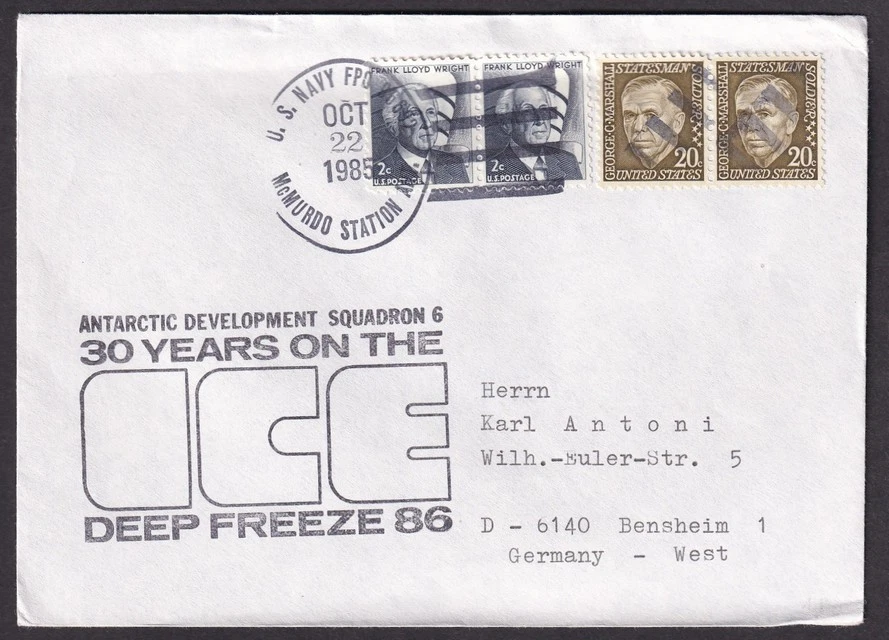 U. S. NAVY FPO
OCT
22
1985
McMURDO STATION
FRANK LLOYD WRIGHT
2c
U.S. POSTAGE
FRANK LLOYD WRIGHT
2c
U.S. POSTAGE
GEORGE·C·MARSHALL
STATESMAN
SOLDIER
20c
UNITED STATES
GEORGE·C·MARSHALL
STATESMAN
SOLDIER
20c
UNITED STATES
ANTARCTIC DEVELOPMENT SQUADRON 6
30 YEARS ON THE
ICE
DEEP FREEZE 86
Herrn
Karl A n t o n i
Wilh.-Euler-Str. 5
D - 6140 Bensheim 1
Germany - West